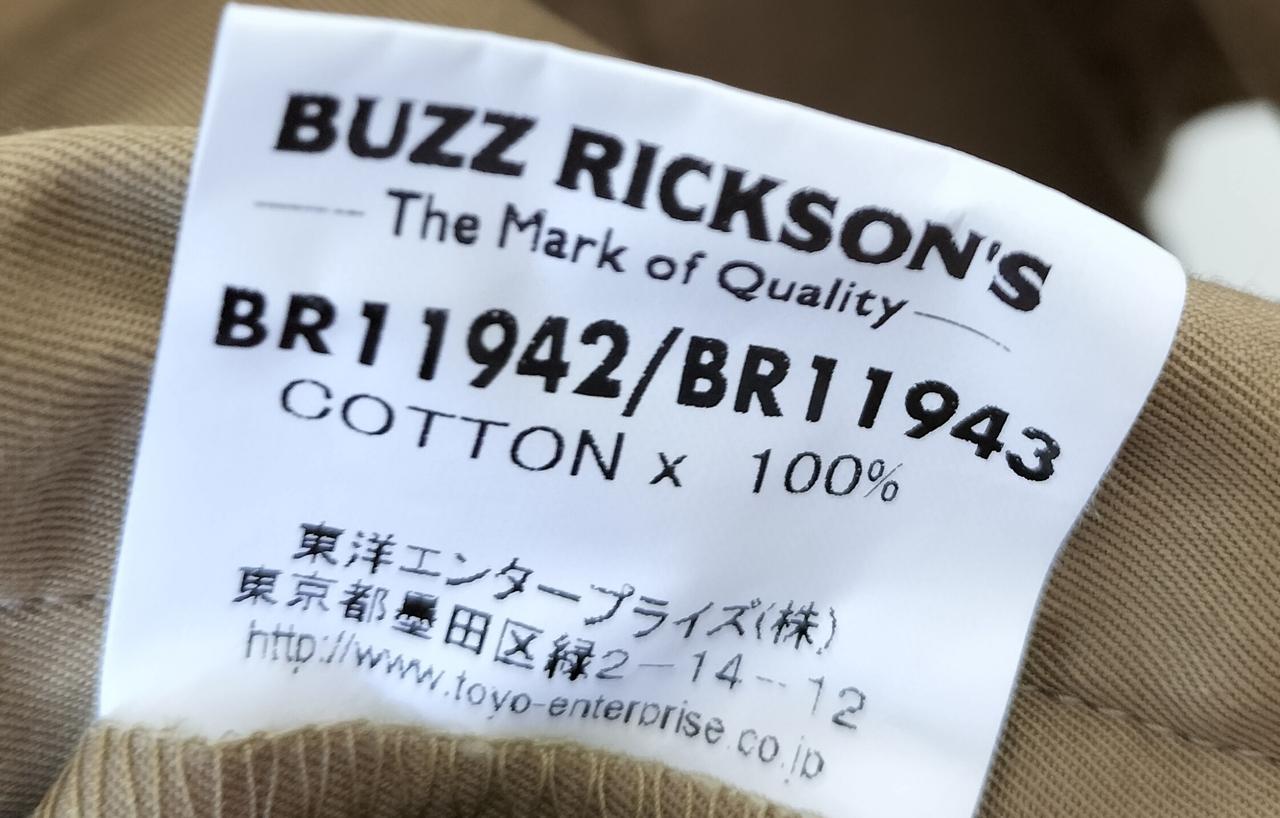 BUZZ RICKSON'S
The Mark of Quality
BR11942/BR11943
COTTON x 100%
東洋エンタープライズ(株)
東京都墨田区緑2-14-12
http://www.toyo-enterprise.co.jp